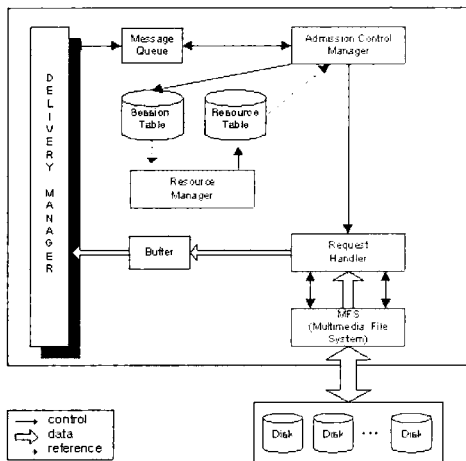 DELIVERY MANAGER
Message
Queue
Admission Control
Manager
Session
Table
Resource
Table
Resource
Manager
Buffer
Request
Handler
MFS
(Multimedia File
System)
Disk
Disk
...
Disk
control
data
reference